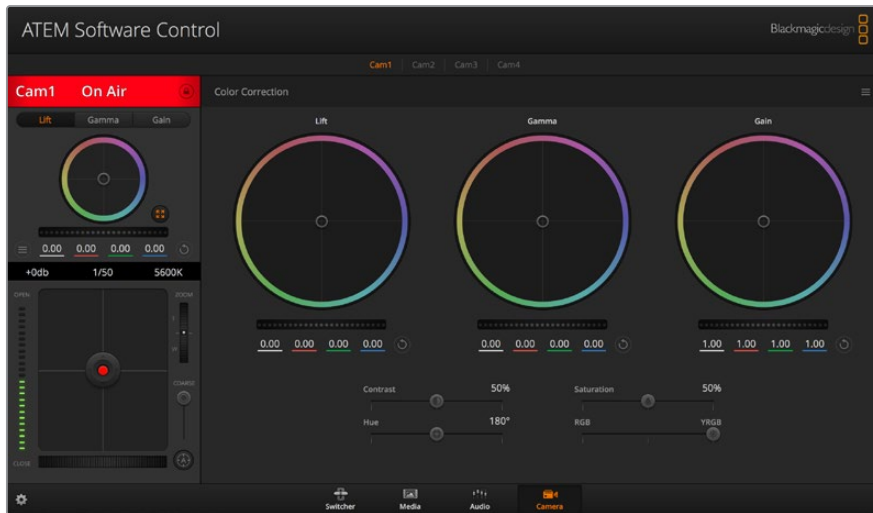 ATEM Software Control
Blackmagicdesign
Cam1 Cam2 Cam3 Cam4
Cam1 On Air
Color Correction
Lift Gamma Gain
Lift Gamma Gain
0.00 0.00 0.00 0.00
+0db 1/50 5600K
OPEN
ZOOM
T
W
COARSE
CLOSE
A
0.00 0.00 0.00 0.00
0.00 0.00 0.00 0.00
1.00 1.00 1.00 1.00
Contrast 50%
Saturation 50%
Hue 180°
RGB YRGB
Switcher Media Audio Camera